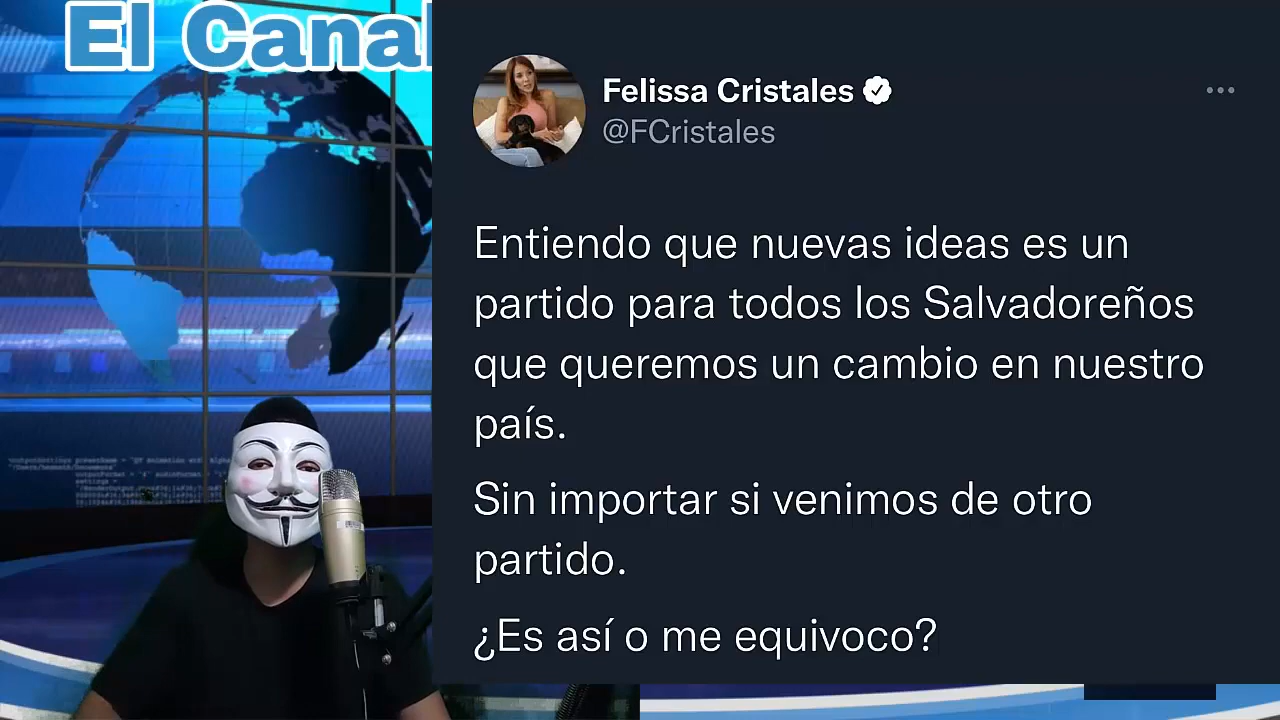 El Canal
Felissa Cristales
@FCristales
Entiendo que nuevas ideas es un
partido para todos los Salvadoreños
que queremos un cambio en nuestro
país.
Sin importar si venimos de otro
partido.
¿Es así o me equivoco?